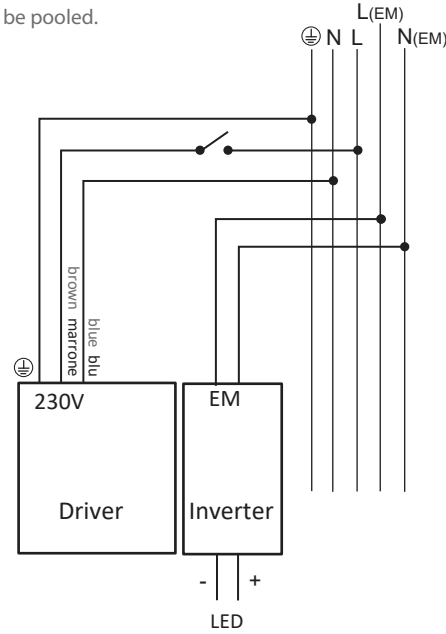 be pooled.
L(EM)
⏚ N L N(EM)
brown marrone
blue blu
⏚
230V EM
Driver Inverter
- +
LED